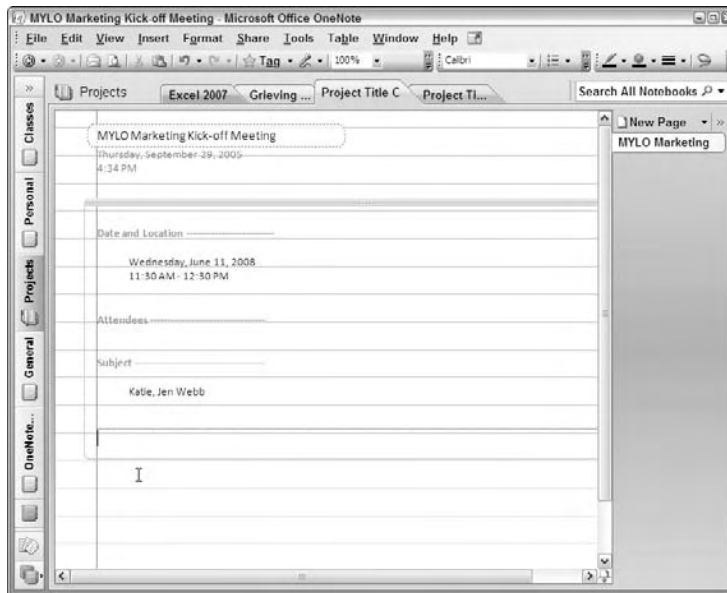 MYLO Marketing Kick-off Meeting - Microsoft Office OneNote
File Edit View Insert Format Share Tools Table Window Help
Tag 100% Calibri
Projects Excel 2007 Grieving ... Project Title C Project Ti... Search All Notebooks
New Page
MYLO Marketing
Classes
Personal
Projects
General
OneNote...
MYLO Marketing Kick-off Meeting
Thursday, September 29, 2005
4:34 PM
Date and Location ------------------------
Wednesday, June 11, 2008
11:30 AM - 12:30 PM
Attendees --------------------------------
Subject -----------------------------------
Katie, Jen Webb